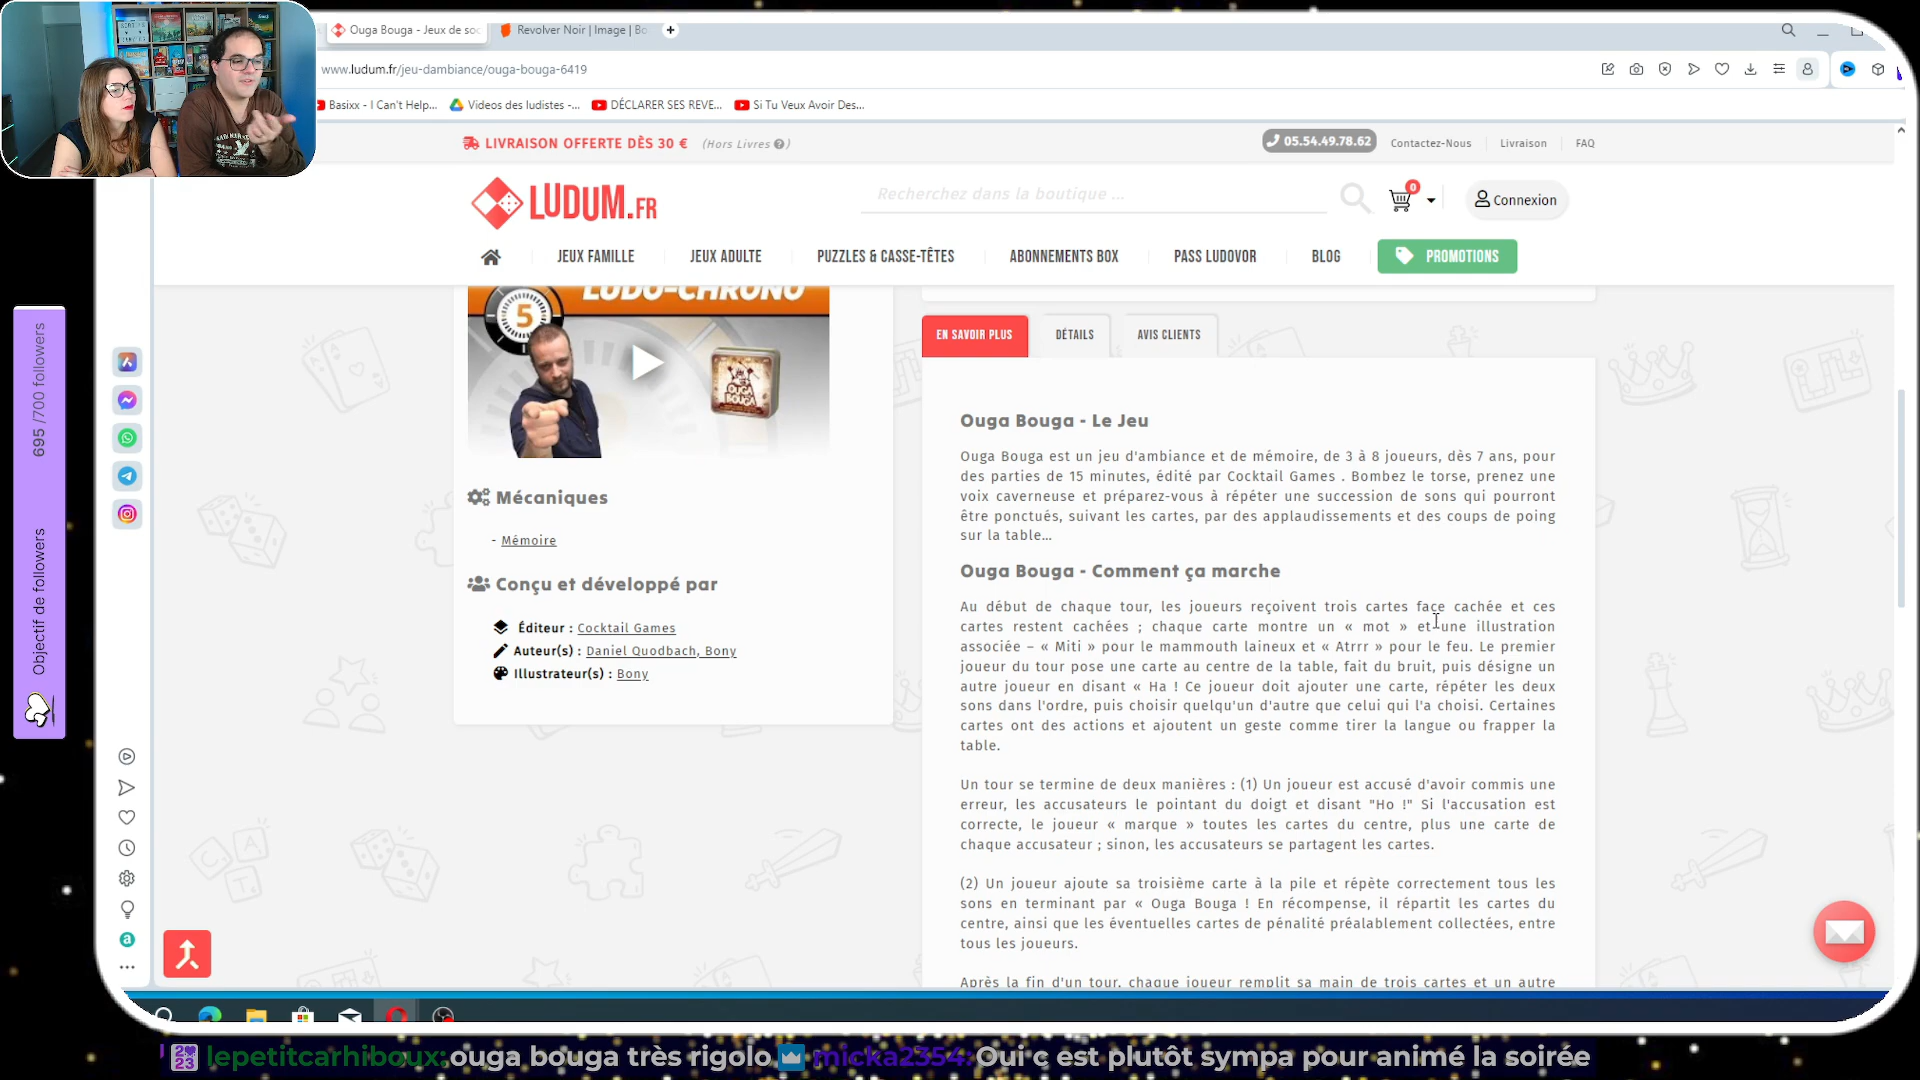 Ouga Bouga - Jeux de soc
Revolver Noir | Image | Bo
www.ludum.fr/jeu-dambiance/ouga-bouga-6419
Basixx - I Can't Help...
Videos des ludistes -...
DÉCLARER SES REVE...
Si Tu Veux Avoir Des...
LIVRAISON OFFERTE DÈS 30 € (Hors Livres)
05.54.49.78.62
Contactez-Nous
Livraison
FAQ
LUDUM.FR
Recherchez dans la boutique ...
0
Connexion
JEUX FAMILLE
JEUX ADULTE
PUZZLES & CASSE-TÊTES
ABONNEMENTS BOX
PASS LUDOVOR
BLOG
PROMOTIONS
LUDO-CHRONO
5
OUGA BOUGA
Mécaniques
- Mémoire
Conçu et développé par
Éditeur : Cocktail Games
Auteur(s) : Daniel Quodbach, Bony
Illustrateur(s) : Bony
EN SAVOIR PLUS
DÉTAILS
AVIS CLIENTS
Ouga Bouga - Le Jeu
Ouga Bouga est un jeu d'ambiance et de mémoire, de 3 à 8 joueurs, dès 7 ans, pour
des parties de 15 minutes, édité par Cocktail Games . Bombez le torse, prenez une
voix caverneuse et préparez-vous à répéter une succession de sons qui pourront
être ponctués, suivant les cartes, par des applaudissements et des coups de poing
sur la table...
Ouga Bouga - Comment ça marche
Au début de chaque tour, les joueurs reçoivent trois cartes face cachée et ces
cartes restent cachées ; chaque carte montre un « mot » et une illustration
associée – « Miti » pour le mammouth laineux et « Atrrr » pour le feu. Le premier
joueur du tour pose une carte au centre de la table, fait du bruit, puis désigne un
autre joueur en disant « Ha ! Ce joueur doit ajouter une carte, répéter les deux
sons dans l'ordre, puis choisir quelqu'un d'autre que celui qui l'a choisi. Certaines
cartes ont des actions et ajoutent un geste comme tirer la langue ou frapper la
table.
Un tour se termine de deux manières : (1) Un joueur est accusé d'avoir commis une
erreur, les accusateurs le pointant du doigt et disant "Ho !" Si l'accusation est
correcte, le joueur « marque » toutes les cartes du centre, plus une carte de
chaque accusateur ; sinon, les accusateurs se partagent les cartes.
(2) Un joueur ajoute sa troisième carte à la pile et répète correctement tous les
sons en terminant par « Ouga Bouga ! En récompense, il répartit les cartes du
centre, ainsi que les éventuelles cartes de pénalité préalablement collectées, entre
tous les joueurs.
Après la fin d'un tour, chaque joueur remplit sa main de trois cartes et un autre
Objectif de followers
695 /700 followers
lepetitcarhiboux: ouga bouga très rigolo micka2354: Oui c est plutôt sympa pour animé la soirée